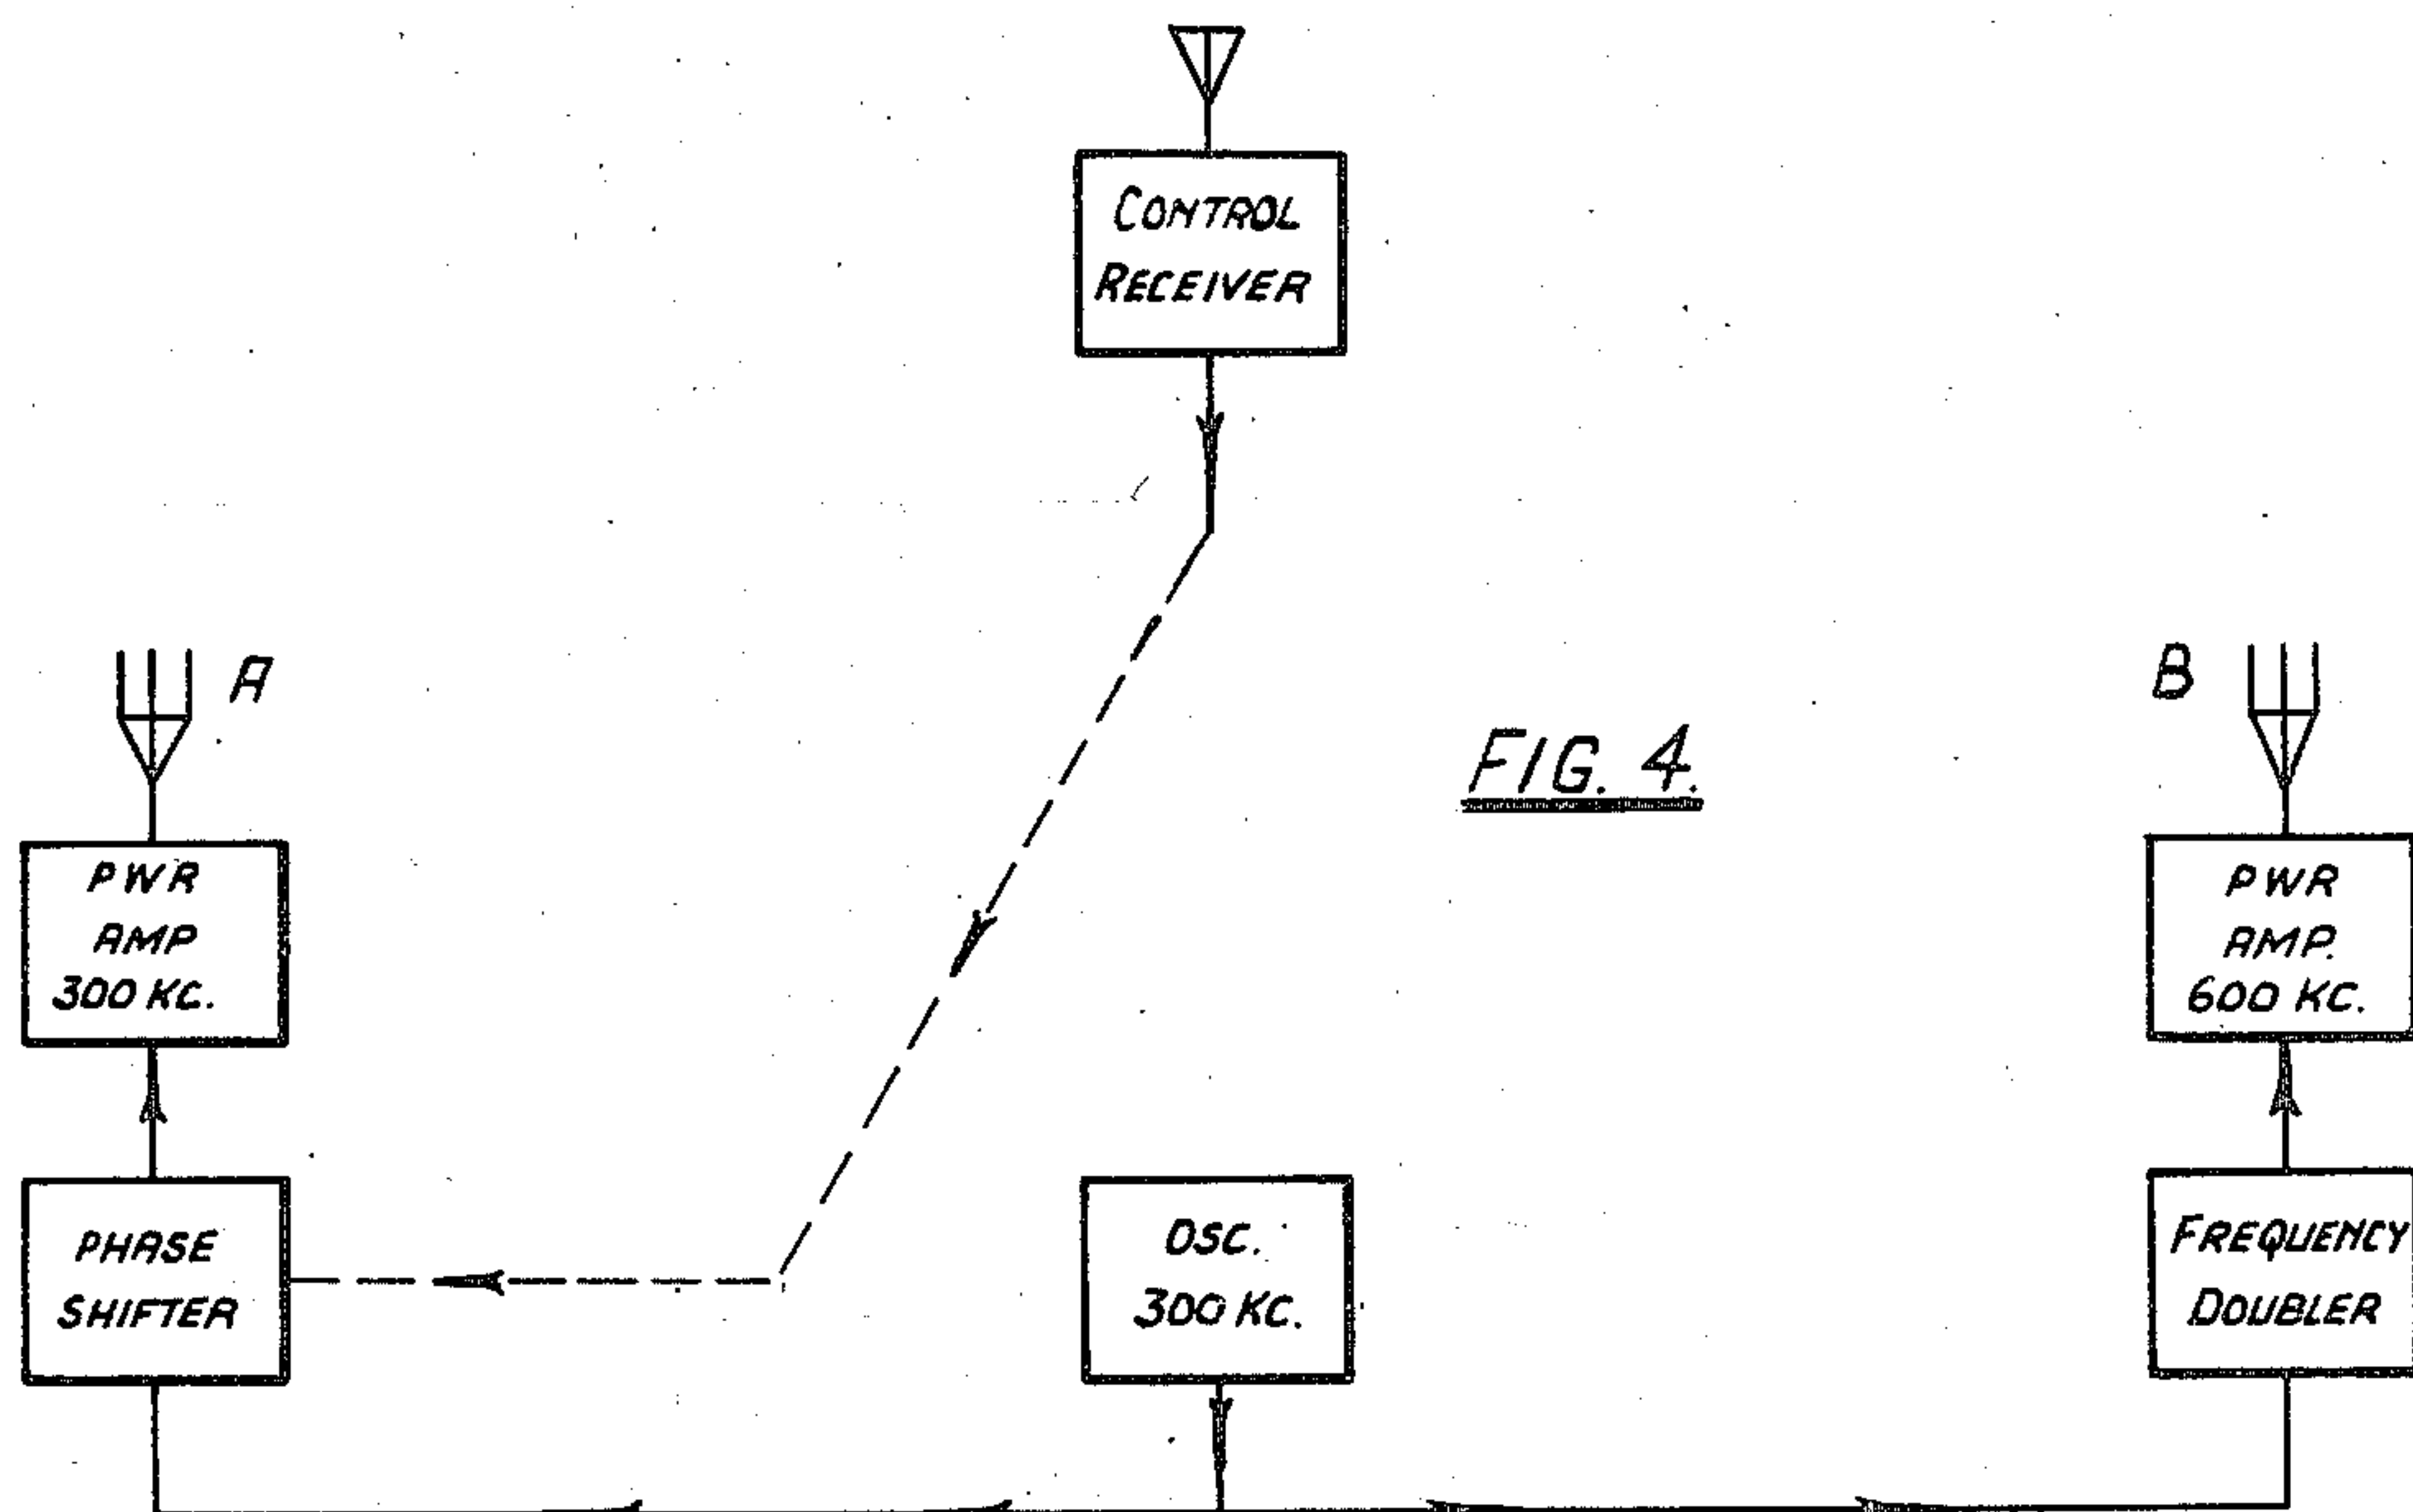 CONTROL
RECEIVER
A
B
FIG. 4.
PWR
AMP
300 KC.
PWR
AMP.
600 KC.
PHASE
SHIFTER
OSC.
300 KC.
FREQUENCY
DOUBLER